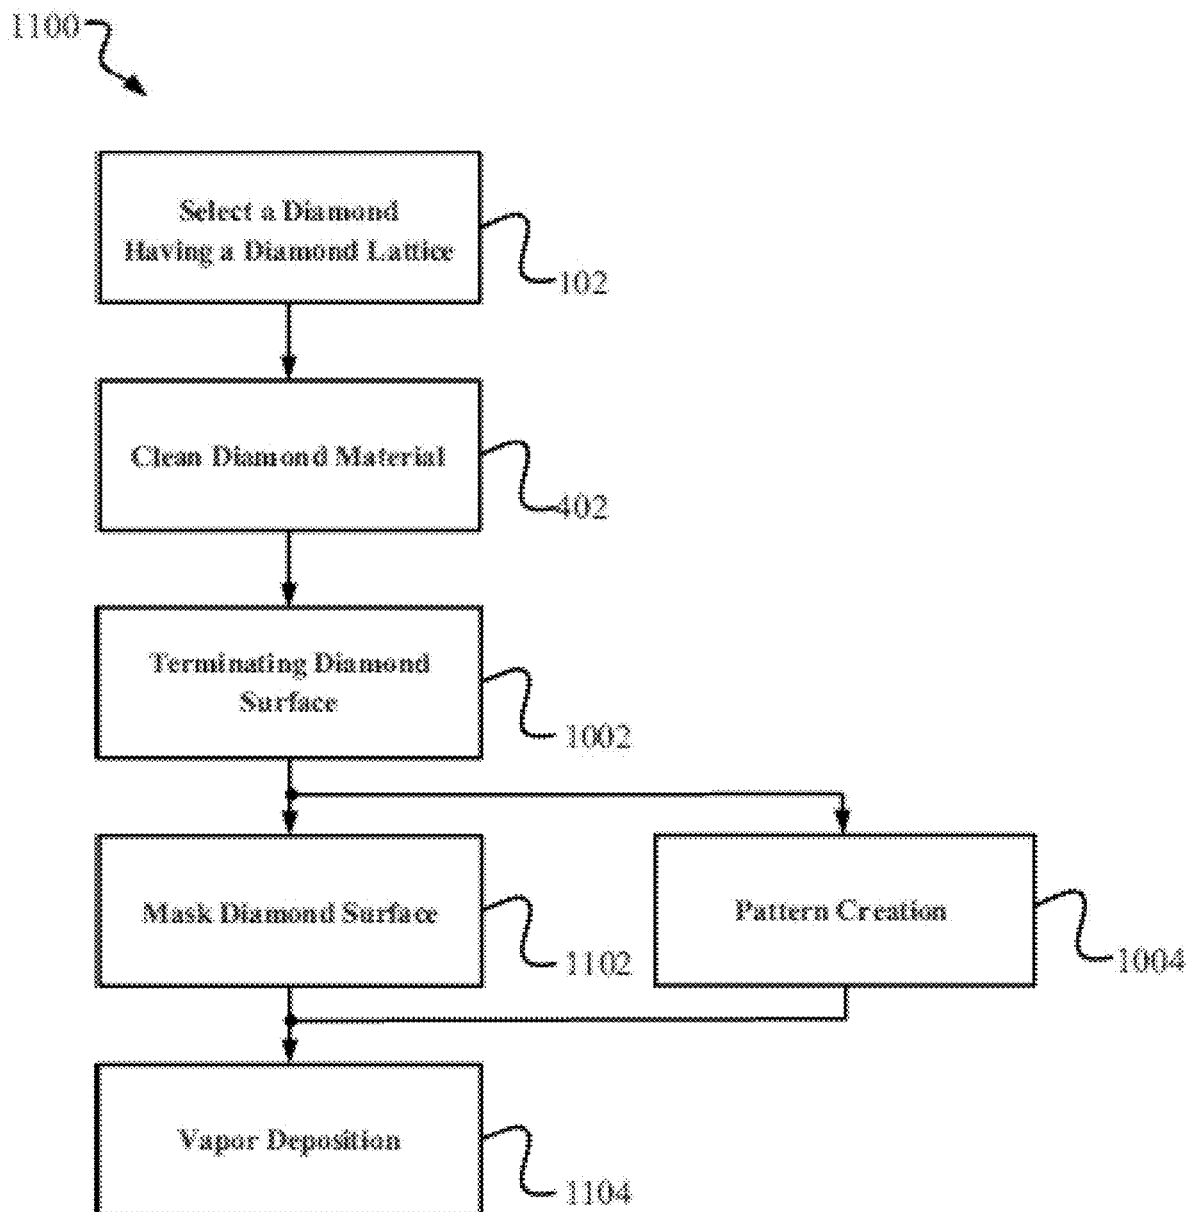 1100
Select a Diamond
Having a Diamond Lattice
102
Clean Diamond Material
402
Terminating Diamond
Surface
1002
Mask Diamond Surface
1102
Pattern Creation
1004
Vapor Deposition
1104